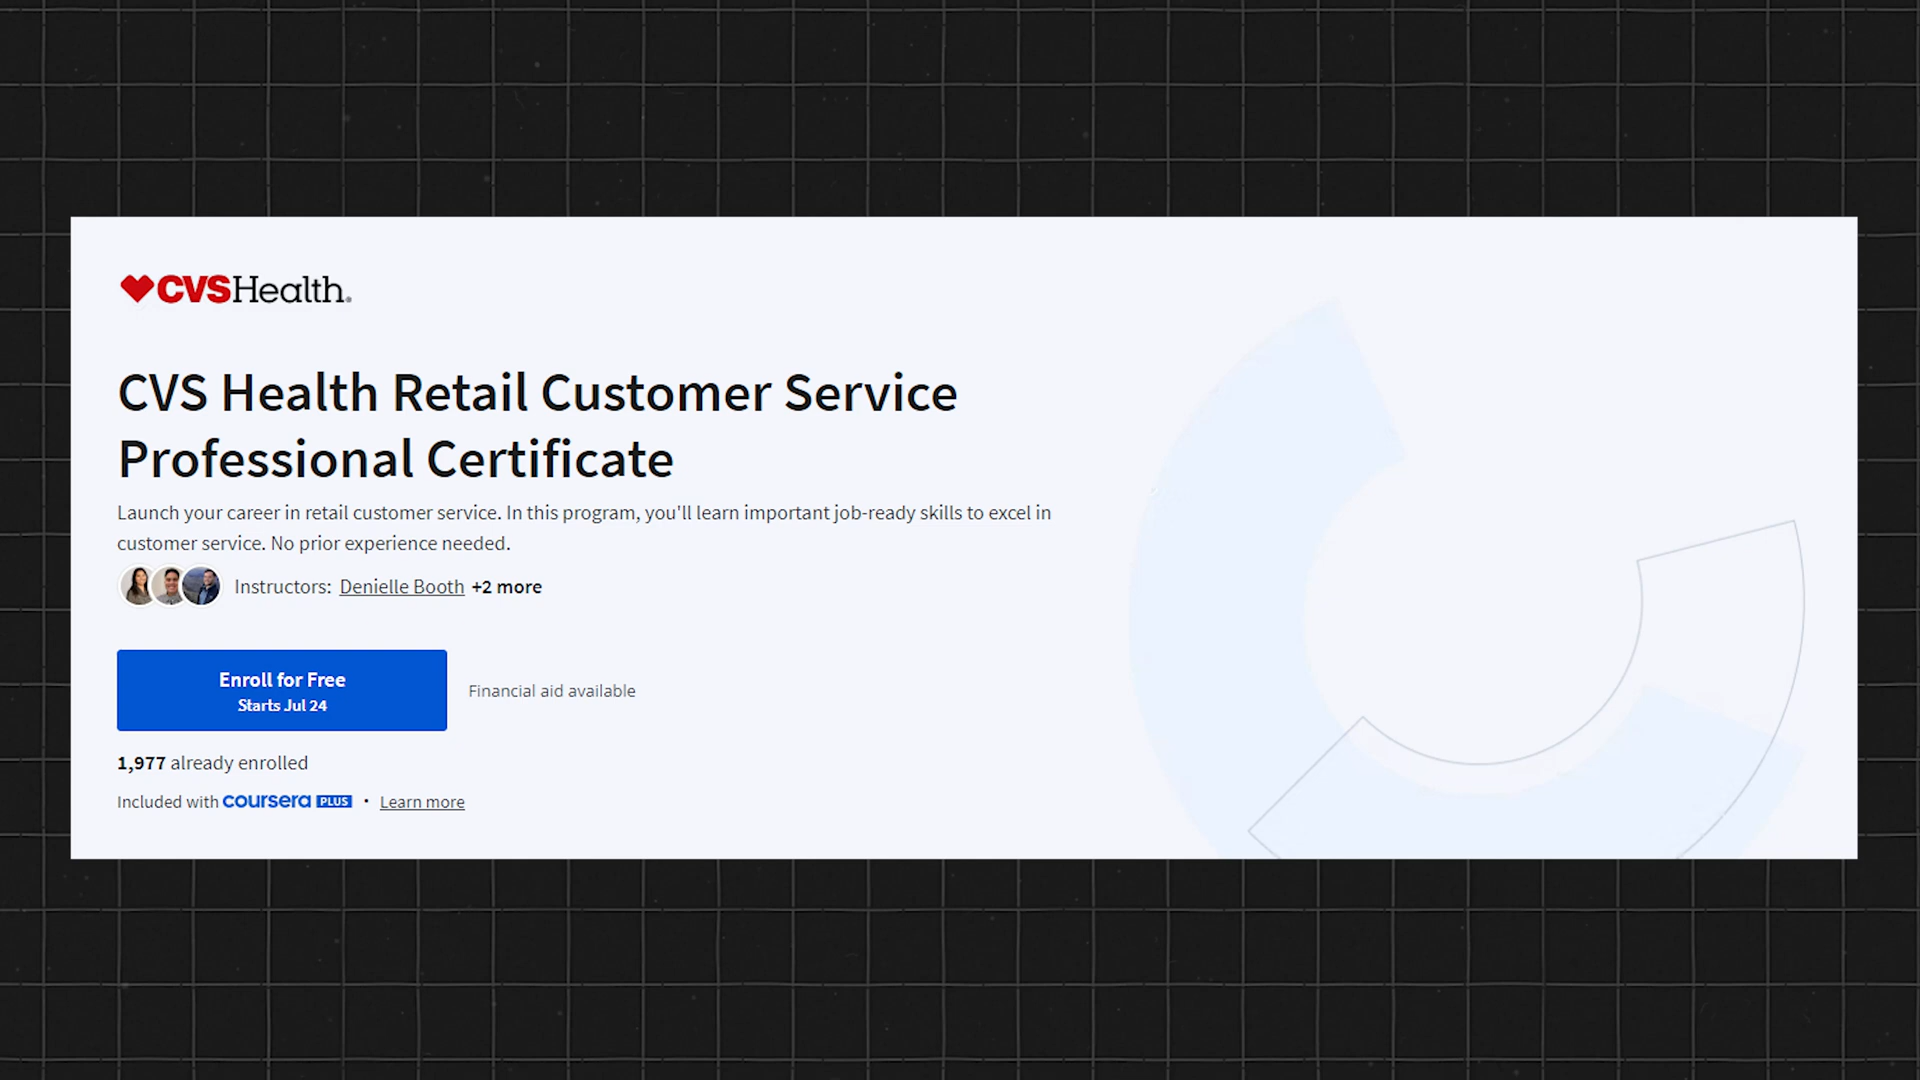 CVSHealth.
CVS Health Retail Customer Service
Professional Certificate
Launch your career in retail customer service. In this program, you'll learn important job-ready skills to excel in
customer service. No prior experience needed.
Instructors: Denielle Booth +2 more
Enroll for Free
Starts Jul 24
Financial aid available
1,977 already enrolled
Included with coursera PLUS • Learn more